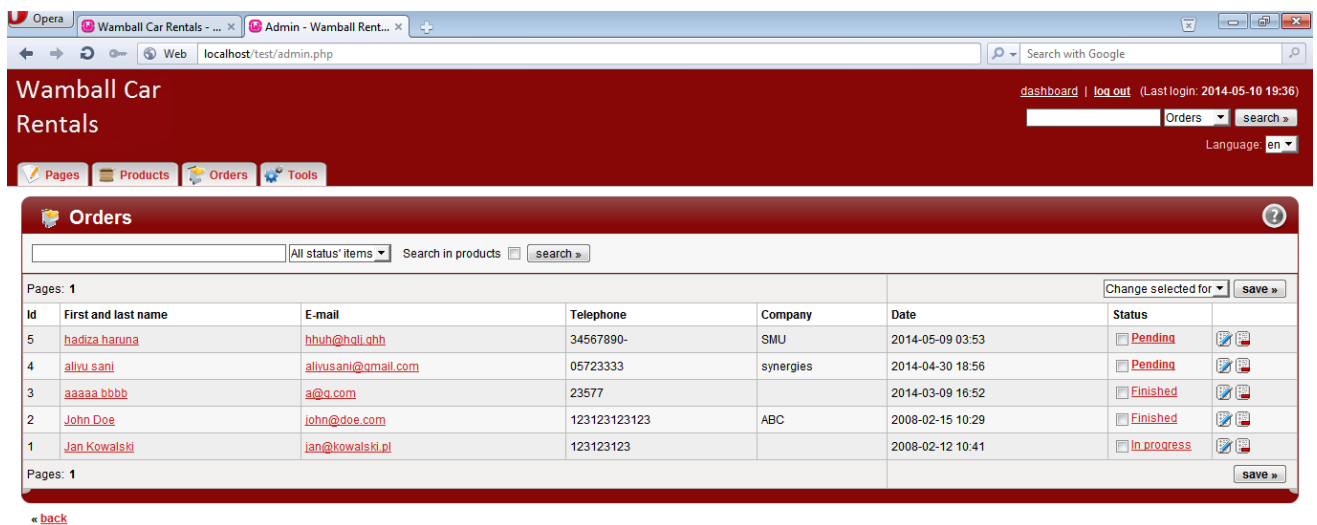 Opera
Wamball Car Rentals - ... × Admin - Wamball Rent... ×
Web localhost/test/admin.php Search with Google
Wamball Car
Rentals
dashboard | log out (Last login: 2014-05-10 19:36)
Orders search »
Language: en
Pages Products Orders Tools
Orders ?
All status' items Search in products search »
Pages: 1 Change selected for save »
Id First and last name E-mail Telephone Company Date Status
5 hadiza haruna hhuh@hglj.ghh 34567890- SMU 2014-05-09 03:53 Pending
4 aliyu sani aliyusani@gmail.com 05723333 synergies 2014-04-30 18:56 Pending
3 aaaaa bbbb a@g.com 23577 2014-03-09 16:52 Finished
2 John Doe john@doe.com 123123123123 ABC 2008-02-15 10:29 Finished
1 Jan Kowalski jan@kowalski.pl 123123123 2008-02-12 10:41 In progress
Pages: 1 save »
« back